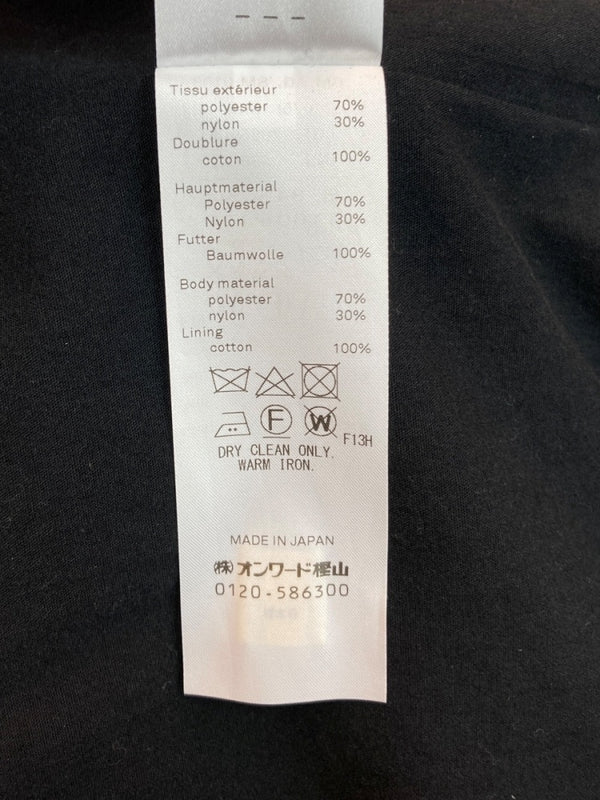 Tissu extérieur
polyester 70%
nylon 30%
Doublure
coton 100%
Hauptmaterial
Polyester 70%
Nylon 30%
Futter
Baumwolle 100%
Body material
polyester 70%
nylon 30%
Lining
cotton 100%
F W F13H
DRY CLEAN ONLY.
WARM IRON.
MADE IN JAPAN
㈱オンワード樫山
0120-586300